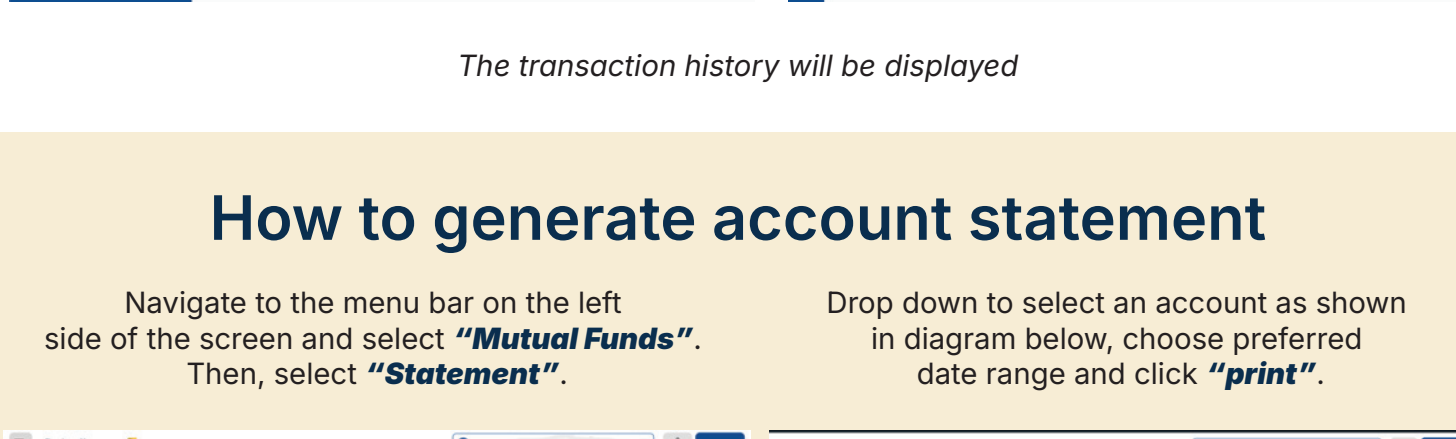 The transaction history will be displayed
How to generate account statement
Navigate to the menu bar on the left
side of the screen and select “Mutual Funds”.
Then, select “Statement”.
Drop down to select an account as shown
in diagram below, choose preferred
date range and click “print”.